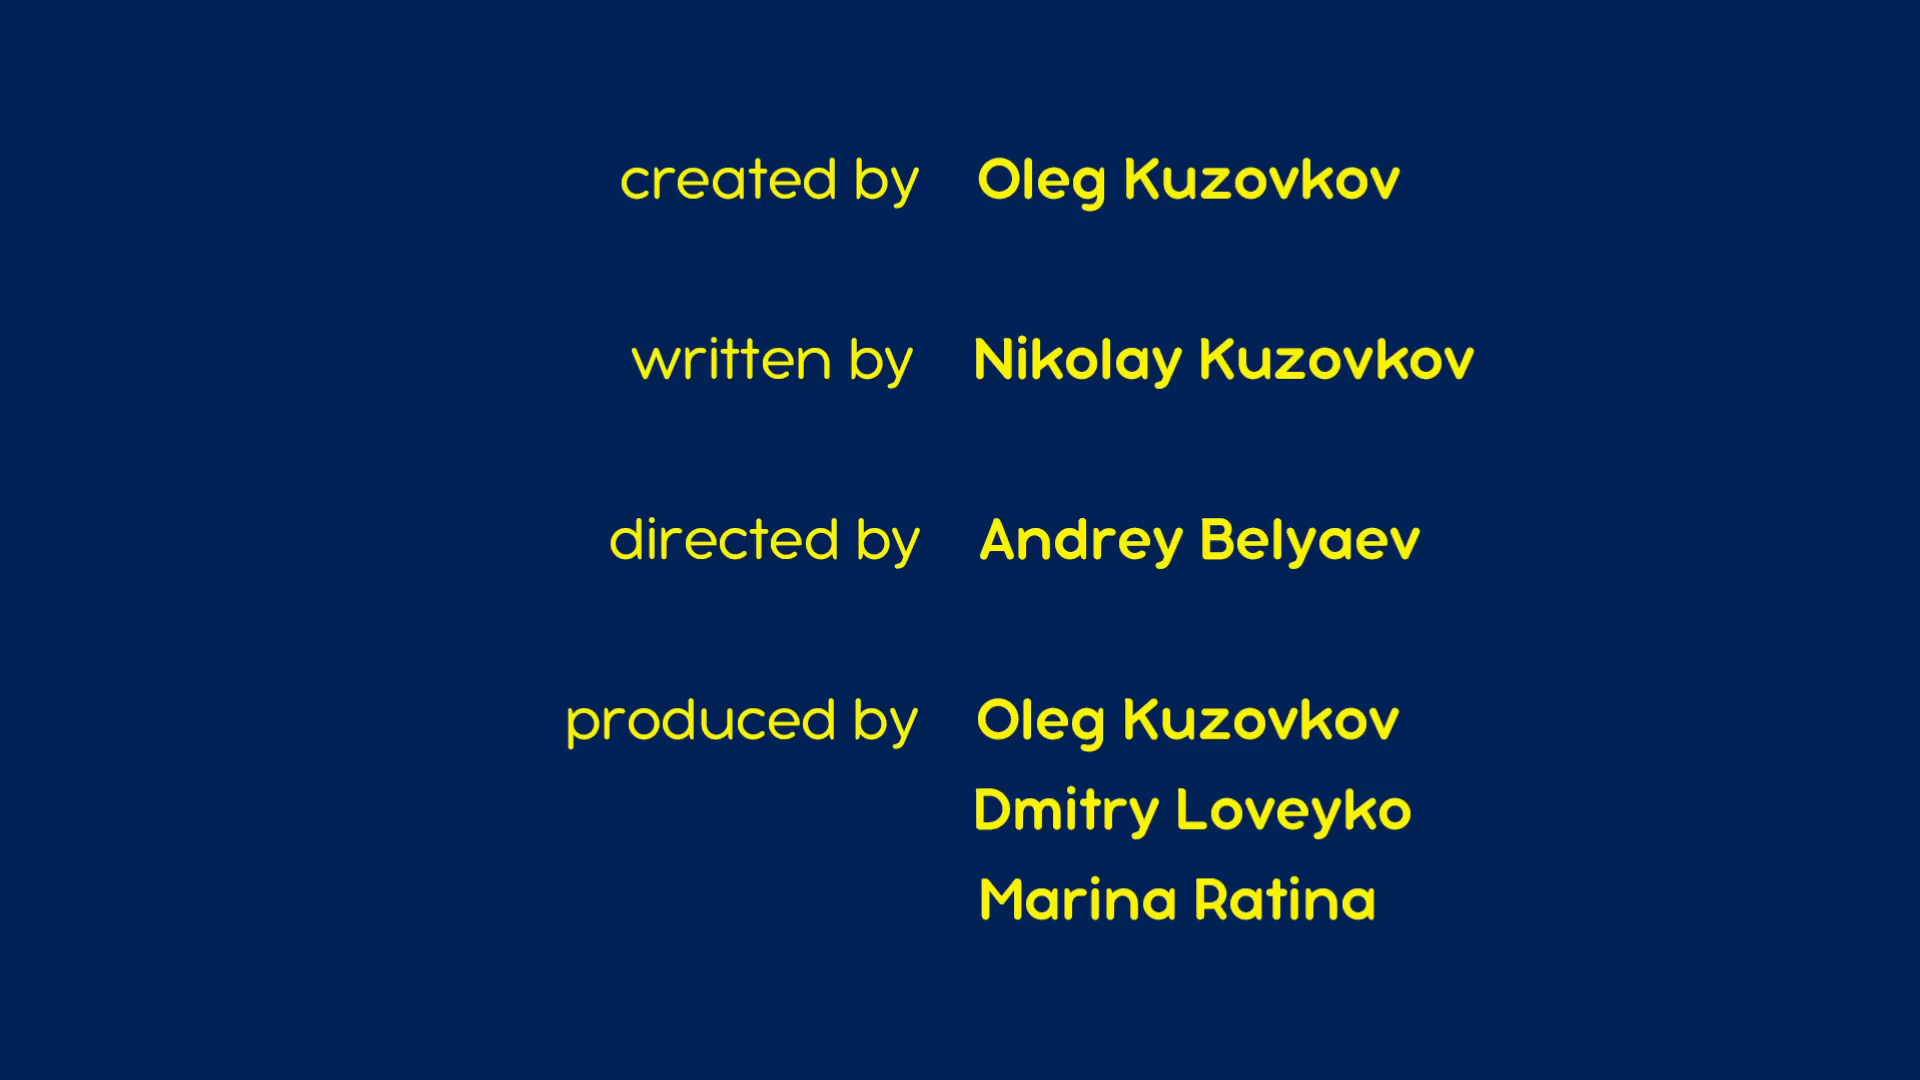 created by Oleg Kuzovkov
written by Nikolay Kuzovkov
directed by Andrey Belyaev
produced by Oleg Kuzovkov
Dmitry Loveyko
Marina Ratina